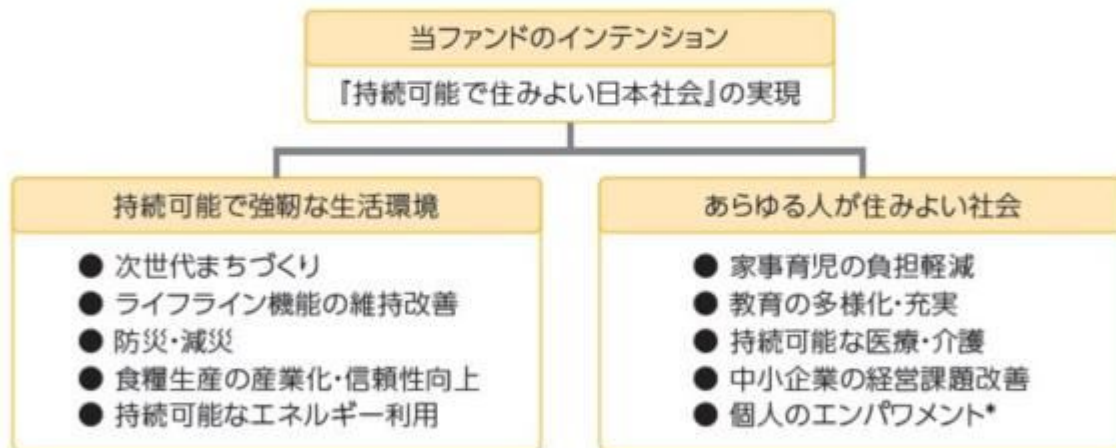 当ファンドのインテンション
『持続可能で住みよい日本社会』の実現
持続可能で強靭な生活環境
● 次世代まちづくり
● ライフライン機能の維持改善
● 防災・減災
● 食糧生産の産業化・信頼性向上
● 持続可能なエネルギー利用
あらゆる人が住みよい社会
● 家事育児の負担軽減
● 教育の多様化・充実
● 持続可能な医療・介護
● 中小企業の経営課題改善
● 個人のエンパワメント*